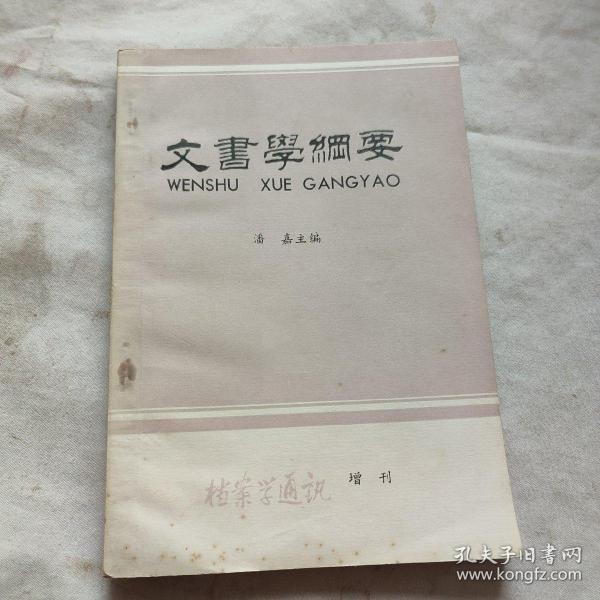 文書學綱要
WENSHU XUE GANGYAO
潘 嘉主编
档案学通訊 增刊
孔夫子旧书网
www.kongfz.com